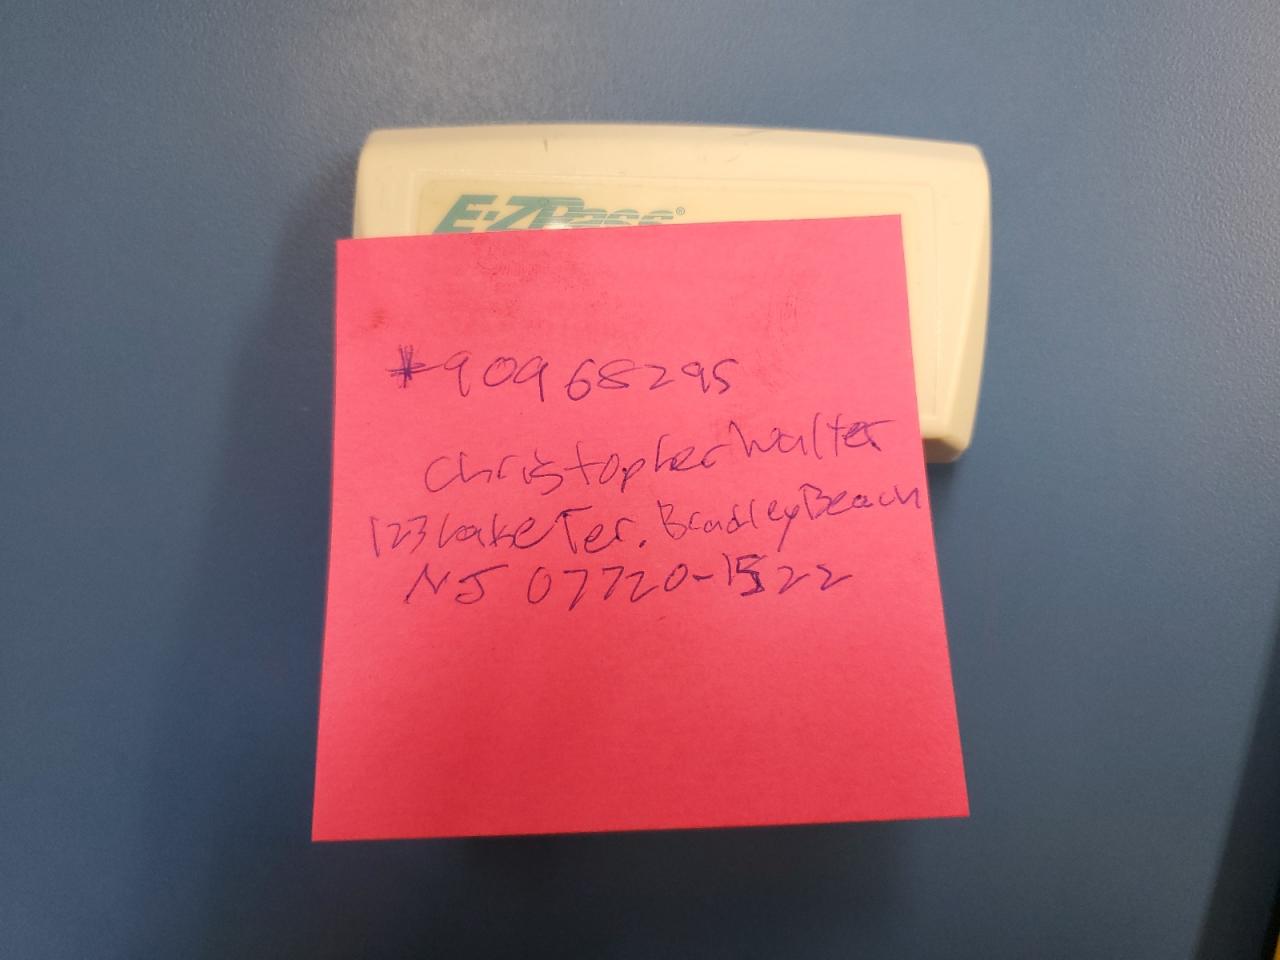 E-ZPass®
#90968295
Christopher Walter
123 Lake Ter. Bradley Beach
NJ 07720-1522